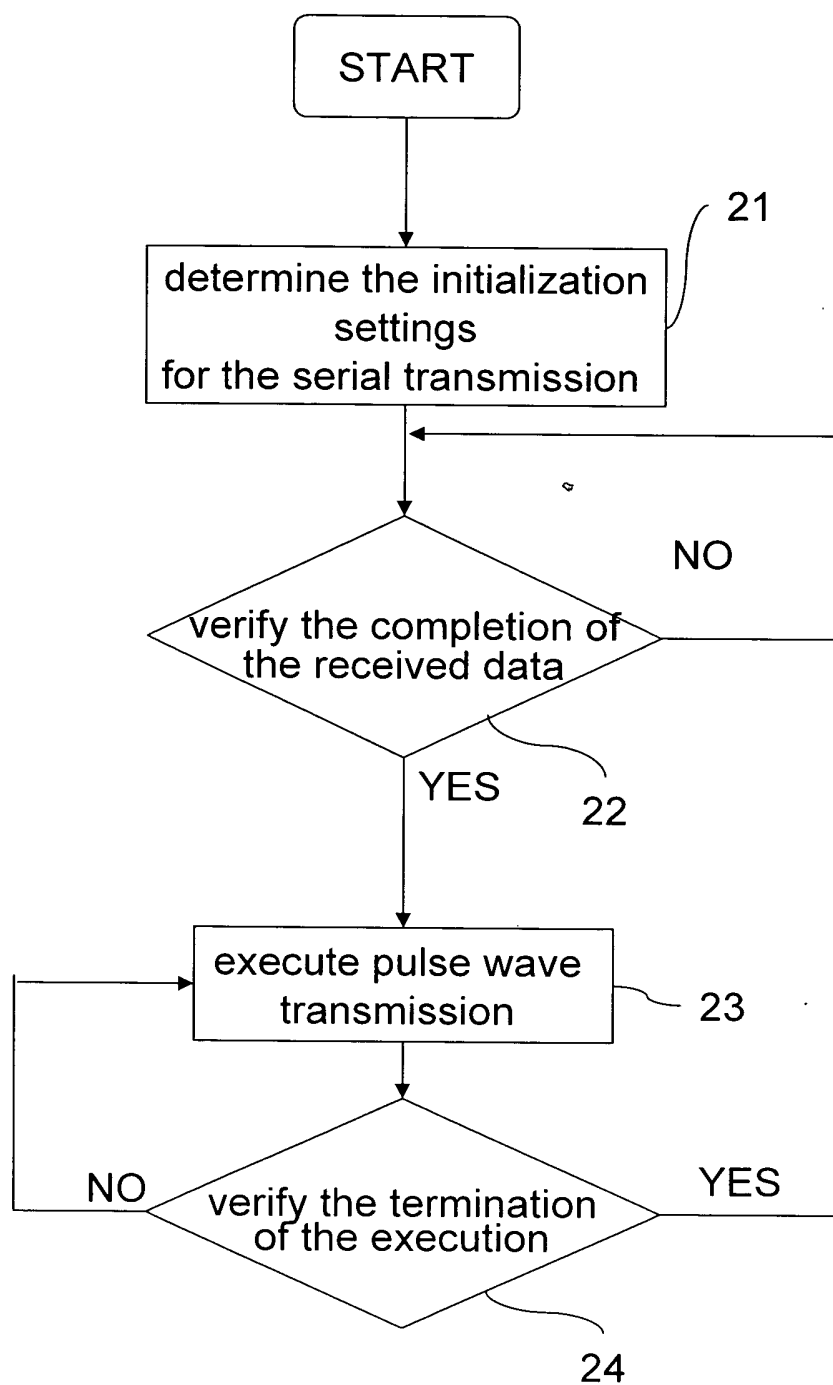 START
21
determine the initialization
settings
for the serial transmission
NO
verify the completion of
the received data
22
YES
execute pulse wave
transmission
23
NO
YES
verify the termination
of the execution
24